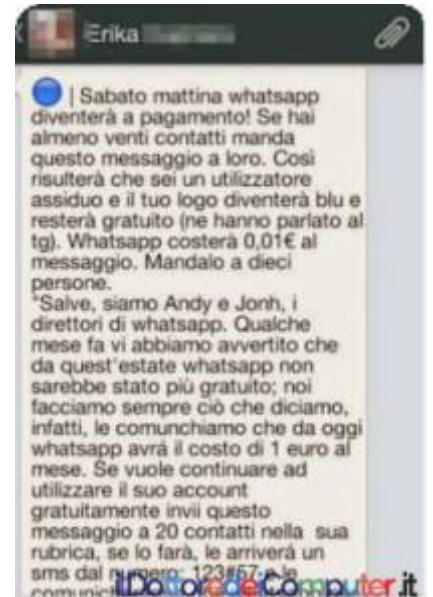 Erika
| Sabato mattina whatsapp
diventerà a pagamento! Se hai
almeno venti contatti manda
questo messaggio a loro. Così
risulterà che sei un utilizzatore
assiduo e il tuo logo diventerà blu e
resterà gratuito (ne hanno parlato al
tg). Whatsapp costerà 0,01€ al
messaggio. Mandalo a dieci
persone.
"Salve, siamo Andy e Jonh, i
direttori di whatsapp. Qualche
mese fa vi abbiamo avvertito che
da quest'estate whatsapp non
sarebbe stato più gratuito; noi
facciamo sempre ciò che diciamo,
infatti, le comunchiamo che da oggi
whatsapp avrà il costo di 1 euro al
mese. Se vuole continuare ad
utilizzare il suo account
gratuitamente invii questo
messaggio a 20 contatti nella sua
rubrica, se lo farà, le arriverà un
sms dal numero: 123#57 e le
ilDottoredeiComputer.it